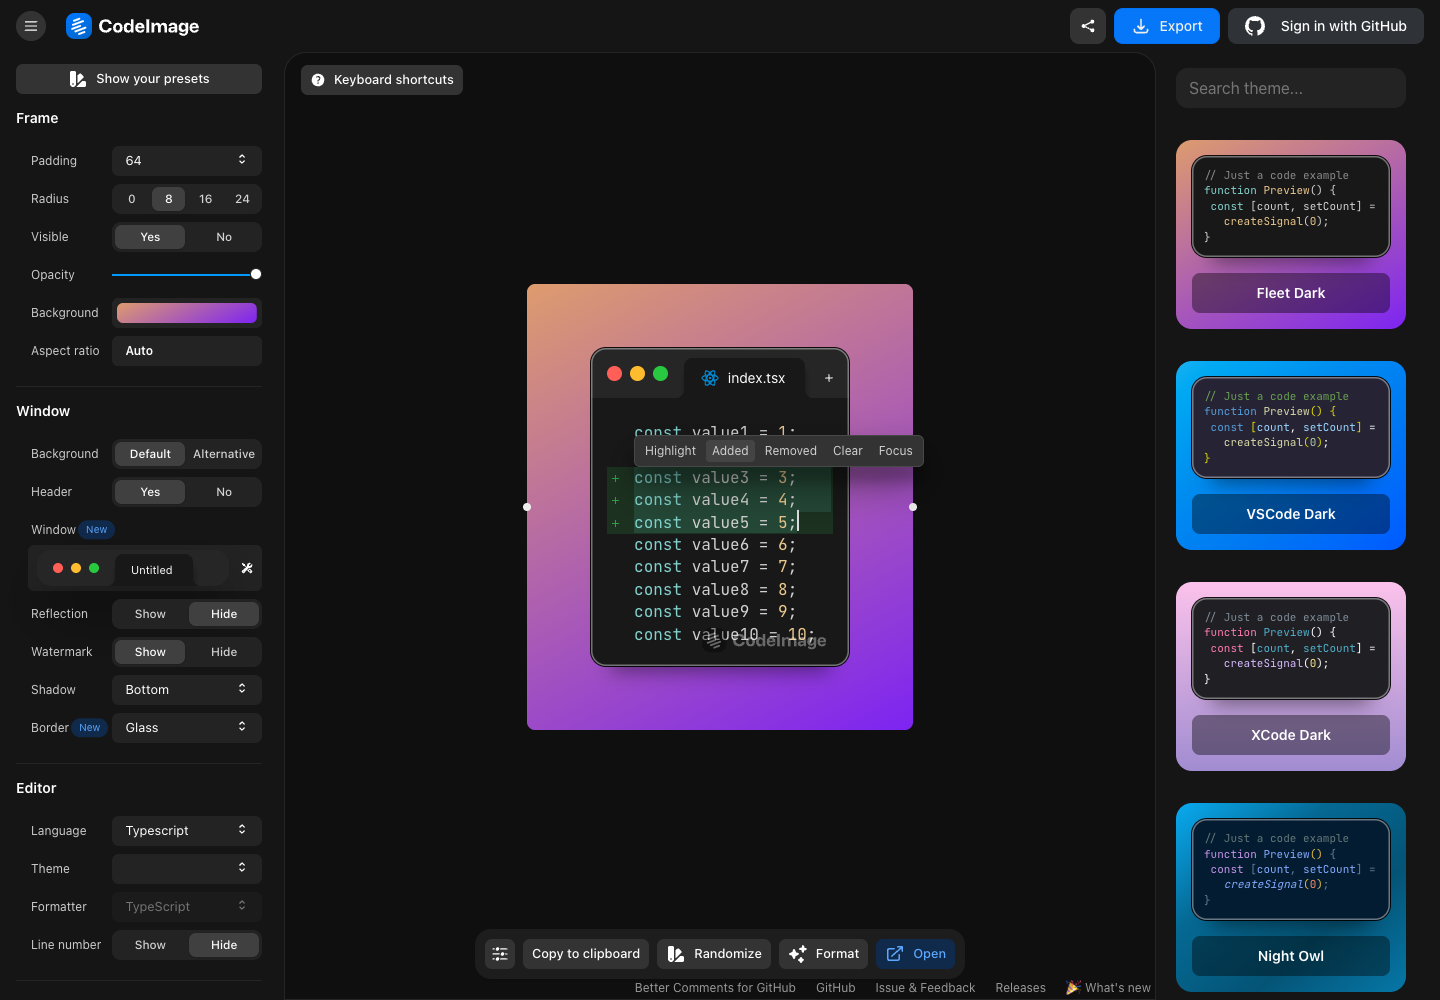 CodeImage
Export
Sign in with GitHub
Show your presets
Frame
Padding
64
Radius
0
8
16
24
Visible
Yes
No
Opacity
Background
Aspect ratio
Auto
Window
Background
Default
Alternative
Header
Yes
No
Window
New
Untitled
Reflection
Show
Hide
Watermark
Show
Hide
Shadow
Bottom
Border
New
Glass
Editor
Language
Typescript
Theme
Formatter
TypeScript
Line number
Show
Hide
Keyboard shortcuts
index.tsx
+
const value1 = 1;
Highlight
Added
Removed
Clear
Focus
+ const value3 = 3;
+ const value4 = 4;
+ const value5 = 5;
const value6 = 6;
const value7 = 7;
const value8 = 8;
const value9 = 9;
const value10 = 10;
CodeImage
Copy to clipboard
Randomize
Format
Open
Better Comments for GitHub
GitHub
Issue & Feedback
Releases
🎉 What's new
Search theme...
// Just a code example
function Preview() {
const [count, setCount] =
createSignal(0);
}
Fleet Dark
// Just a code example
function Preview() {
const [count, setCount] =
createSignal(0);
}
VSCode Dark
// Just a code example
function Preview() {
const [count, setCount] =
createSignal(0);
}
XCode Dark
// Just a code example
function Preview() {
const [count, setCount] =
createSignal(0);
}
Night Owl